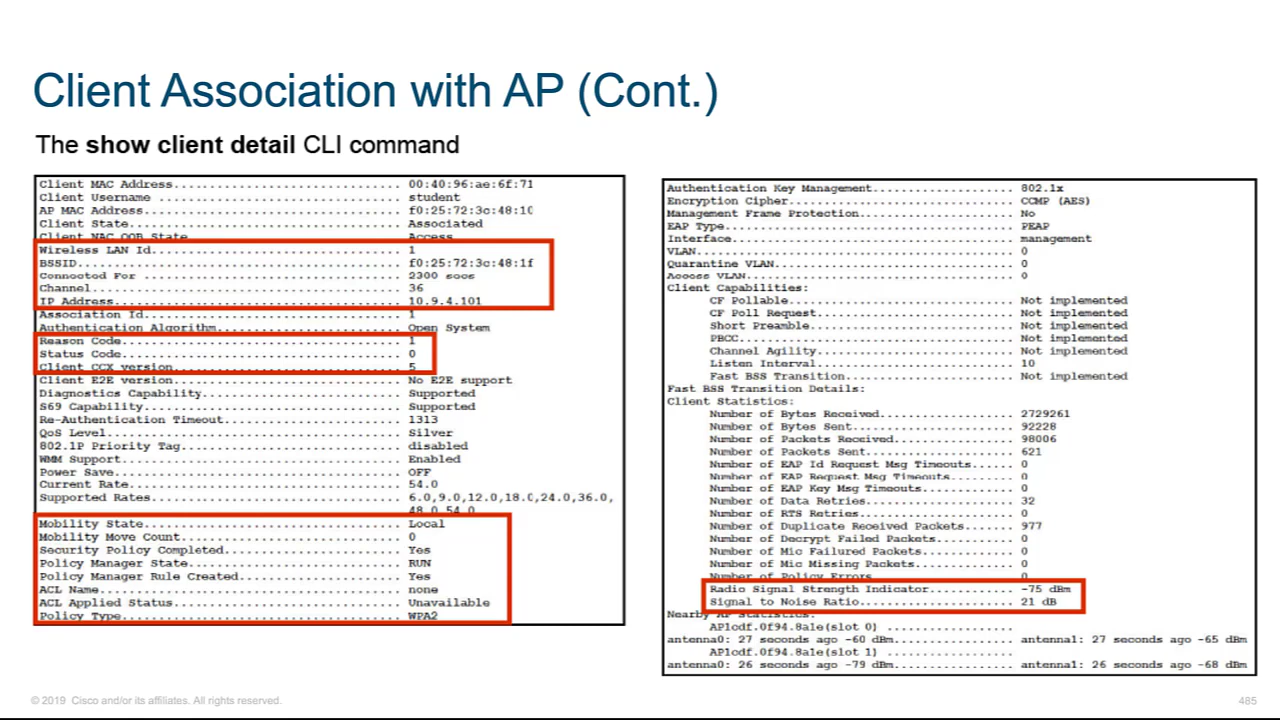 Client Association with AP (Cont.)
The show client detail CLI command
Client MAC Address............................... 00:40:96:ae:6f:71
Client Username ................................. student
AP MAC Address................................... f0:25:72:3c:48:10
Client State..................................... Associated
Client NAC OOB State............................. Access
Wireless LAN Id.................................. 1
BSSID............................................ f0:25:72:3c:48:1f
Connected For ................................... 2300 secs
Channel.......................................... 36
IP Address....................................... 10.9.4.101
Association Id................................... 1
Authentication Algorithm......................... Open System
Reason Code...................................... 1
Status Code...................................... 0
Client CCX version............................... 5
Client E2E version............................... No E2E support
Diagnostics Capability........................... Supported
S69 Capability................................... Supported
Re-Authentication Timeout........................ 1313
QoS Level........................................ Silver
802.1P Priority Tag.............................. disabled
WMM Support...................................... Enabled
Power Save....................................... OFF
Current Rate..................................... 54.0
Supported Rates.................................. 6.0,9.0,12.0,18.0,24.0,36.0,
48.0,54.0
Mobility State................................... Local
Mobility Move Count.............................. 0
Security Policy Completed........................ Yes
Policy Manager State............................. RUN
Policy Manager Rule Created...................... Yes
ACL Name......................................... none
ACL Applied Status............................... Unavailable
Policy Type...................................... WPA2
Authentication Key Management.................... 802.1x
Encryption Cipher................................ CCMP (AES)
Management Frame Protection...................... No
EAP Type......................................... PEAP
Interface........................................ management
VLAN............................................. 0
Quarantine VLAN.................................. 0
Access VLAN...................................... 0
Client Capabilities:
CF Pollable................................ Not implemented
CF Poll Request............................ Not implemented
Short Preamble............................. Not implemented
PBCC....................................... Not implemented
Channel Agility............................ Not implemented
Listen Interval............................ 10
Fast BSS Transition........................ Not implemented
Fast BSS Transition Details:
Client Statistics:
Number of Bytes Received................... 2729261
Number of Bytes Sent....................... 92228
Number of Packets Received................. 98006
Number of Packets Sent..................... 621
Number of EAP Id Request Msg Timeouts...... 0
Number of EAP Request Msg Timeouts......... 0
Number of EAP Key Msg Timeouts............. 0
Number of Data Retries..................... 32
Number of RTS Retries...................... 0
Number of Duplicate Received Packets....... 977
Number of Decrypt Failed Packets........... 0
Number of Mic Failured Packets............. 0
Number of Mic Missing Packets.............. 0
Number of Policy Errors.................... 0
Radio Signal Strength Indicator............ -75 dBm
Signal to Noise Ratio...................... 21 dB
Nearby AP Statistics:
AP1cdf.0f94.8a1e(slot 0) ..................
antenna0: 27 seconds ago -60 dBm................. antenna1: 27 seconds ago -65 dBm
AP1cdf.0f94.8a1e(slot 1) ..................
antenna0: 26 seconds ago -79 dBm................. antenna1: 26 seconds ago -68 dBm
© 2019 Cisco and/or its affiliates. All rights reserved.
485